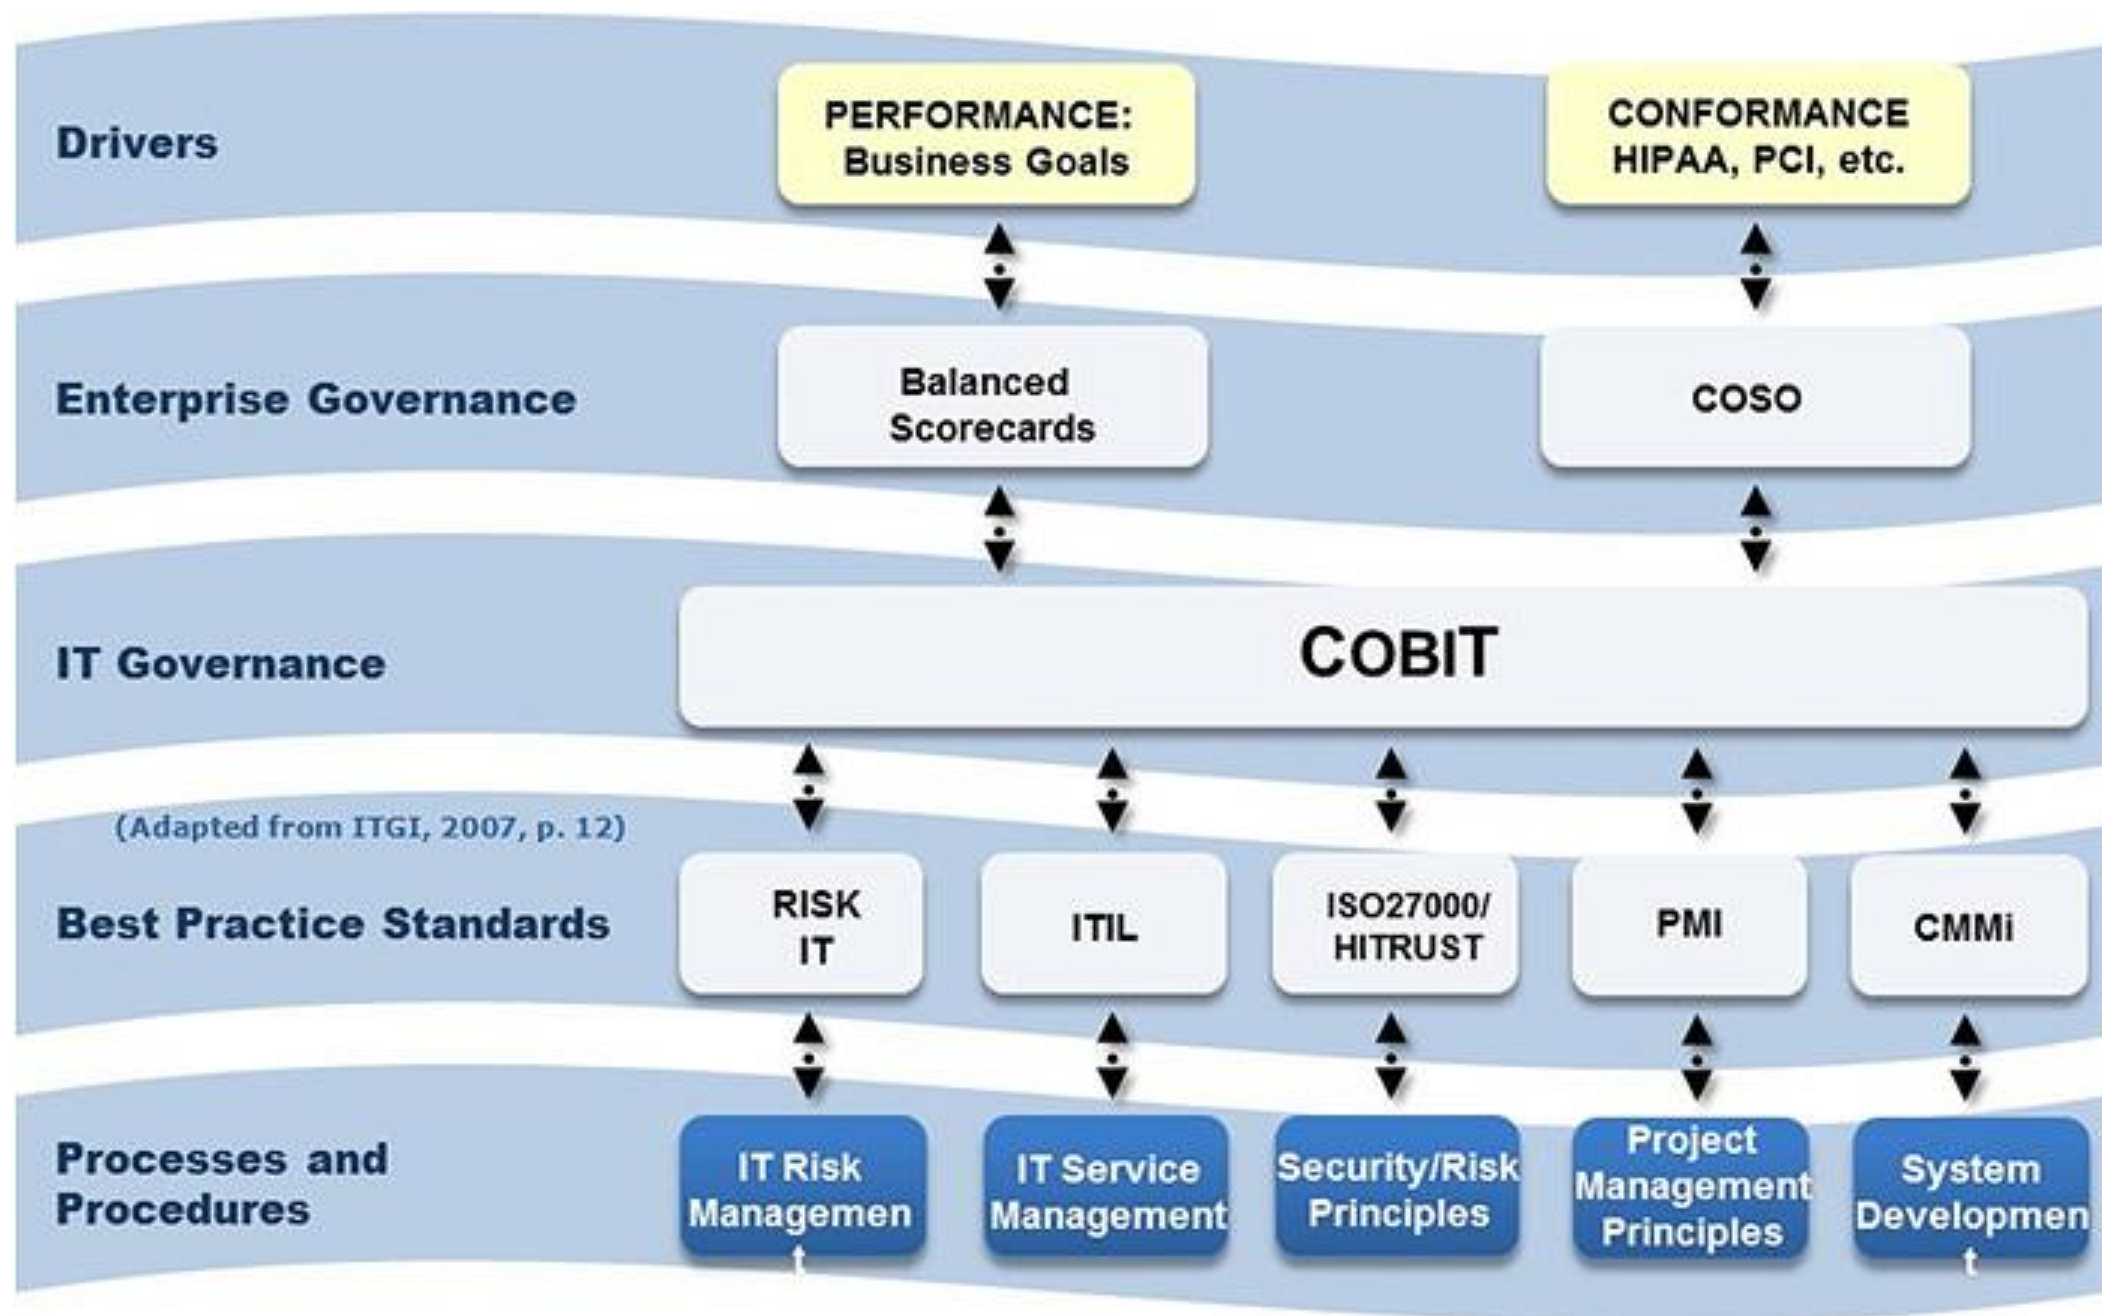 Drivers
PERFORMANCE:
Business Goals
CONFORMANCE
HIPAA, PCI, etc.
Enterprise Governance
Balanced
Scorecards
COSO
IT Governance
COBIT
(Adapted from ITGI, 2007, p. 12)
Best Practice Standards
RISK
IT
ITIL
ISO27000/
HITRUST
PMI
CMMi
Processes and
Procedures
IT Risk
Managemen
t
IT Service
Management
Security/Risk
Principles
Project
Management
Principles
System
Developmen
t